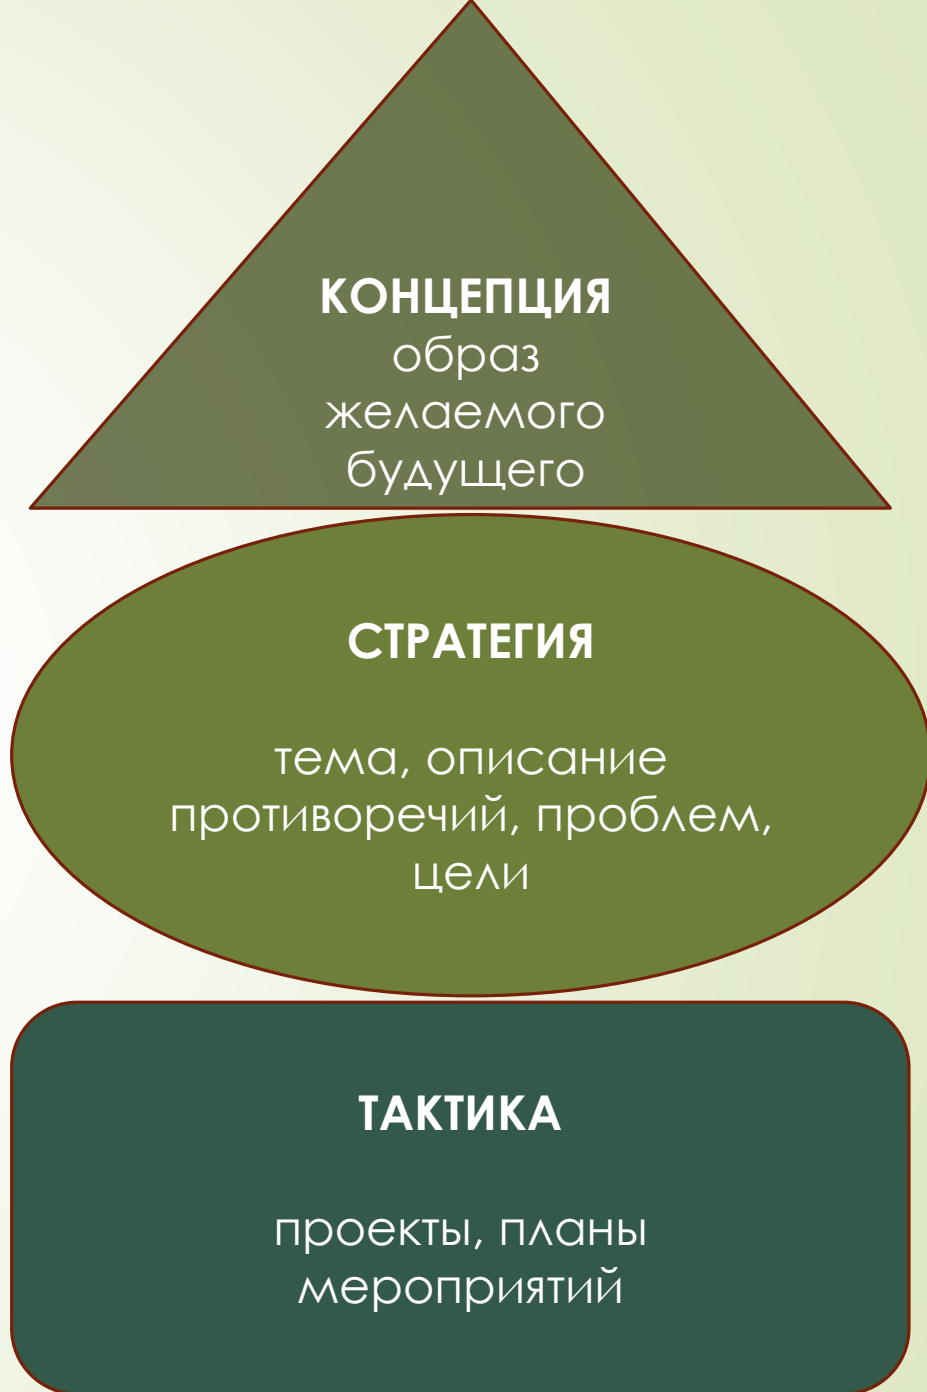 КОНЦЕПЦИЯ
образ
желаемого
будущего
СТРАТЕГИЯ
тема, описание
противоречий, проблем,
цели
ТАКТИКА
проекты, планы
мероприятий